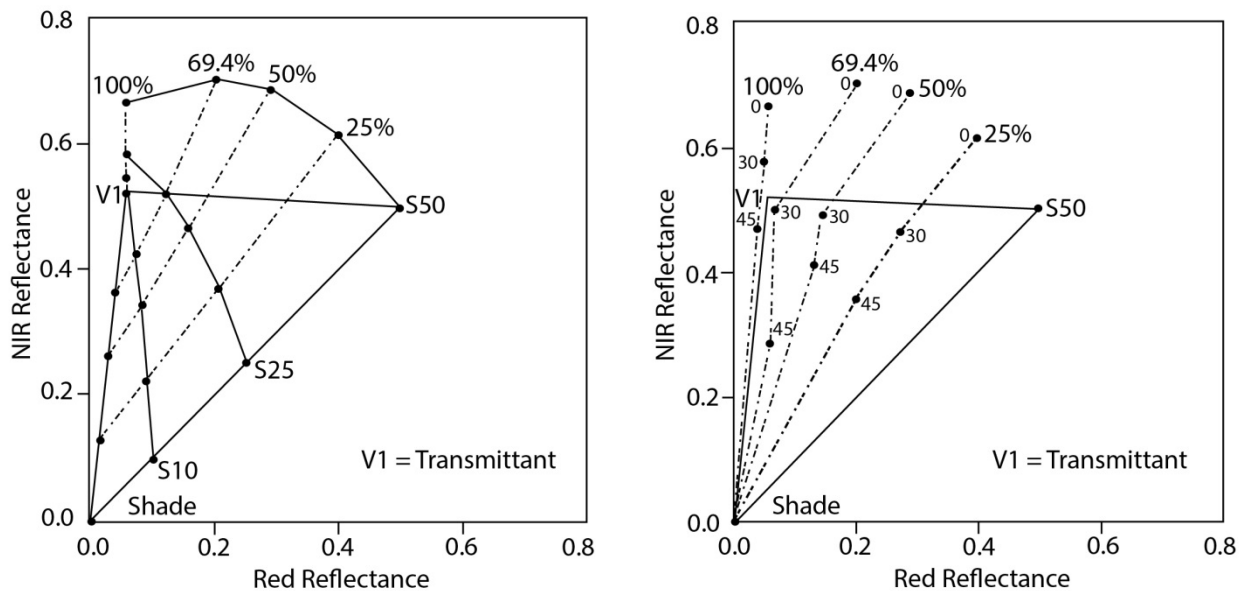 0.8
69.4%
100%
50%
25%
0.6
V1
S50
0.4
S25
0.2
S10
V1 = Transmittant
Shade
0.0
0.0 0.2 0.4 0.6 0.8
NIR Reflectance
Red Reflectance
0.8
69.4%
100%
0
50%
0
0
25%
0
0.6
30
V1
S50
45
30
30
30
0.4
45
45
45
0.2
V1 = Transmittant
Shade
0.0
0.0 0.2 0.4 0.6 0.8
NIR Reflectance
Red Reflectance